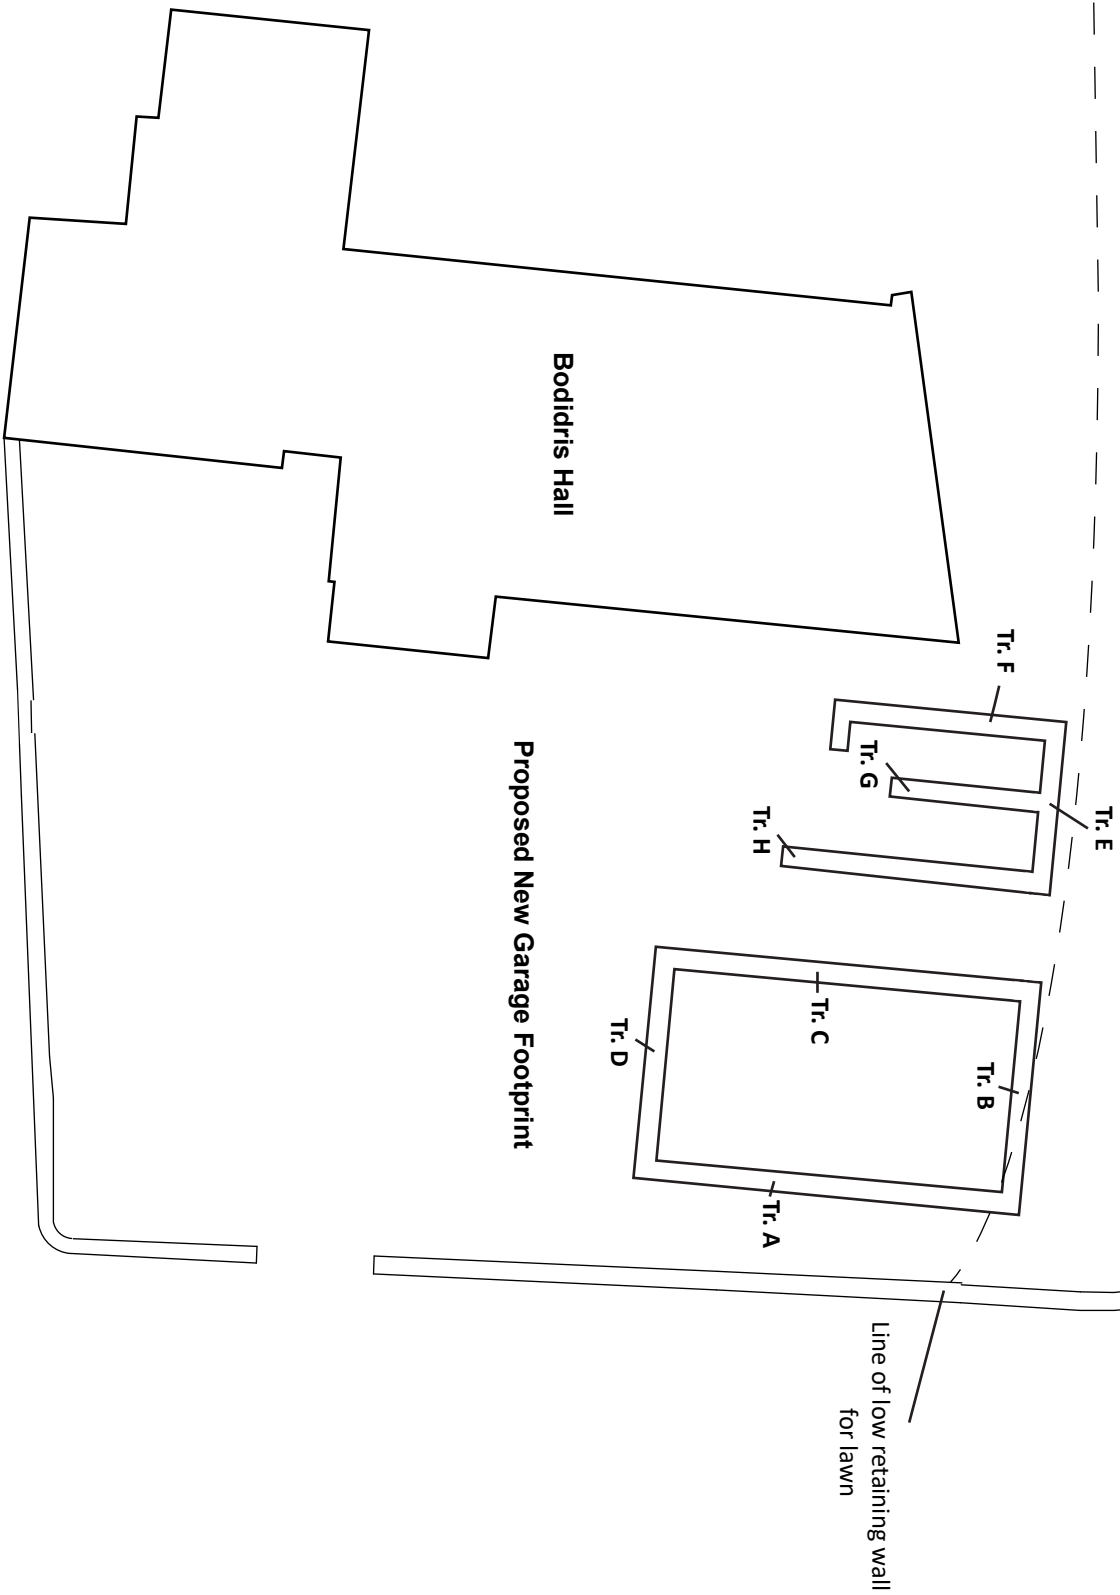 Bodidris Hall
Proposed New Garage Footprint
Tr. F
Tr. E
Tr. G
Tr. H
Tr. C
Tr. B
Tr. D
Tr. A
Line of low retaining wall
for lawn